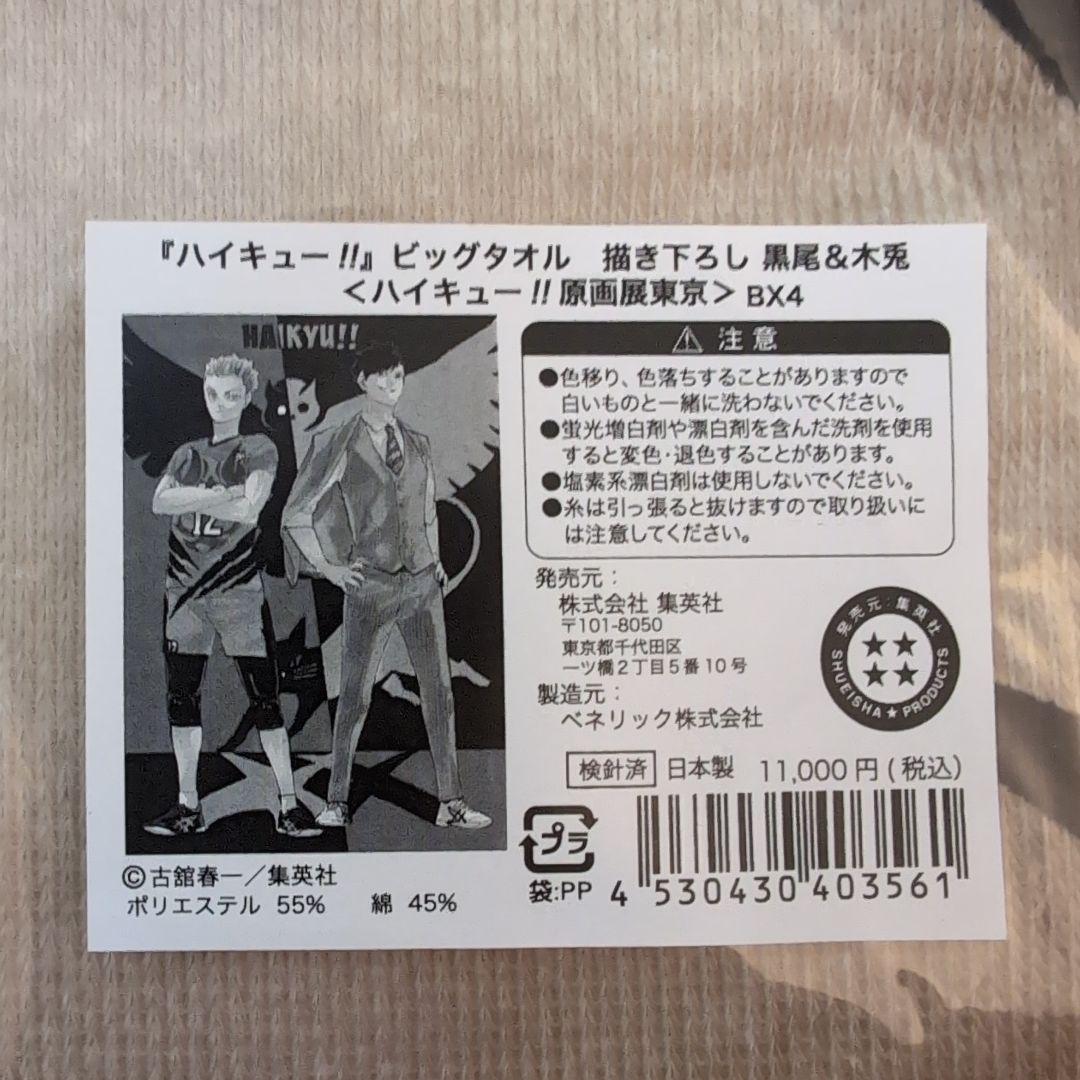 『ハイキュー!!』ビッグタオル 描き下ろし 黒尾&木兎
<ハイキュー!!原画展東京> BX4
HAIKYU!!
12
12
©古舘春一／集英社
ポリエステル 55% 綿 45%
⚠ 注意
●色移り、色落ちすることがありますので
白いものと一緒に洗わないでください。
●蛍光増白剤や漂白剤を含んだ洗剤を使用
すると変色・退色することがあります。
●塩素系漂白剤は使用しないでください。
●糸は引っ張ると抜けますので取り扱いに
は注意してください。
発売元：
株式会社 集英社
〒101-8050
東京都千代田区
一ツ橋2丁目5番10号
製造元：
ベネリック株式会社
発売元：集英社
SHUEISHA★PRODUCTS
検針済 日本製 11,000円(税込)
プラ
袋:PP
4 530430 403561